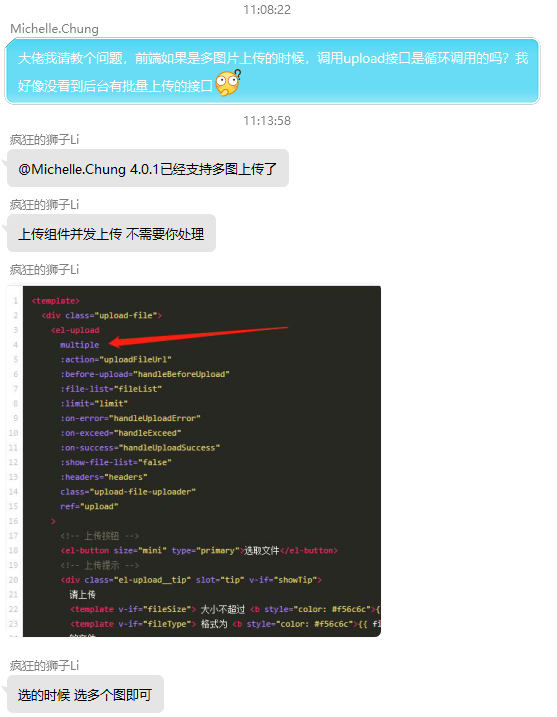 11:08:22
Michelle.Chung
大佬我请教个问题，前端如果是多图片上传的时候，调用upload接口是循环调用的吗？我
好像没看到后台有批量上传的接口
11:13:58
疯狂的狮子Li
@Michelle.Chung 4.0.1已经支持多图上传了
疯狂的狮子Li
上传组件并发上传 不需要你处理
疯狂的狮子Li
1 <template>
2 <div class="upload-file">
3 <el-upload
4 multiple
5 :action="uploadFileUrl"
6 :before-upload="handleBeforeUpload"
7 :file-list="fileList"
8 :limit="limit"
9 :on-error="handleUploadError"
10 :on-exceed="handleExceed"
11 :on-success="handleUploadSuccess"
12 :show-file-list="false"
13 :headers="headers"
14 class="upload-file-uploader"
15 ref="upload"
16 >
17 <!-- 上传按钮 -->
18 <el-button size="mini" type="primary">选取文件</el-button>
19 <!-- 上传提示 -->
20 <div class="el-upload__tip" slot="tip" v-if="showTip">
21 请上传
22 <template v-if="fileSize"> 大小不超过 <b style="color: #f56c6c">{
23 <template v-if="fileType"> 格式为 <b style="color: #f56c6c">{{ fi
疯狂的狮子Li
选的时候 选多个图即可